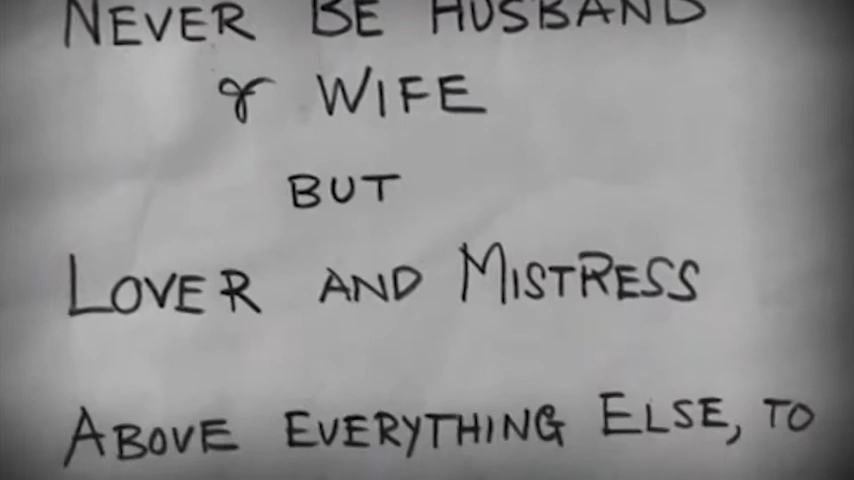 NEVER BE HUSBAND
& WIFE
BUT
LOVER AND MISTRESS
ABOVE EVERYTHING ELSE, TO